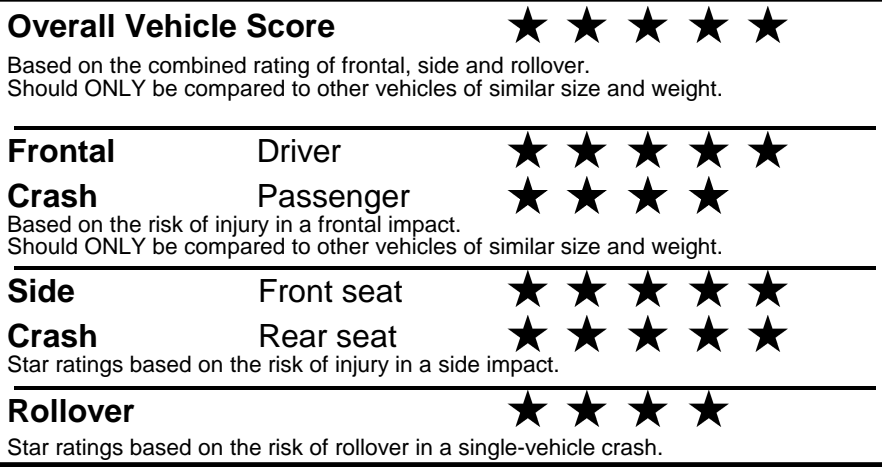 Overall Vehicle Score ★ ★ ★ ★ ★
Based on the combined rating of frontal, side and rollover.
Should ONLY be compared to other vehicles of similar size and weight.
Frontal Driver ★ ★ ★ ★ ★
Crash Passenger ★ ★ ★ ★
Based on the risk of injury in a frontal impact.
Should ONLY be compared to other vehicles of similar size and weight.
Side Front seat ★ ★ ★ ★ ★
Crash Rear seat ★ ★ ★ ★ ★
Star ratings based on the risk of injury in a side impact.
Rollover ★ ★ ★ ★
Star ratings based on the risk of rollover in a single-vehicle crash.